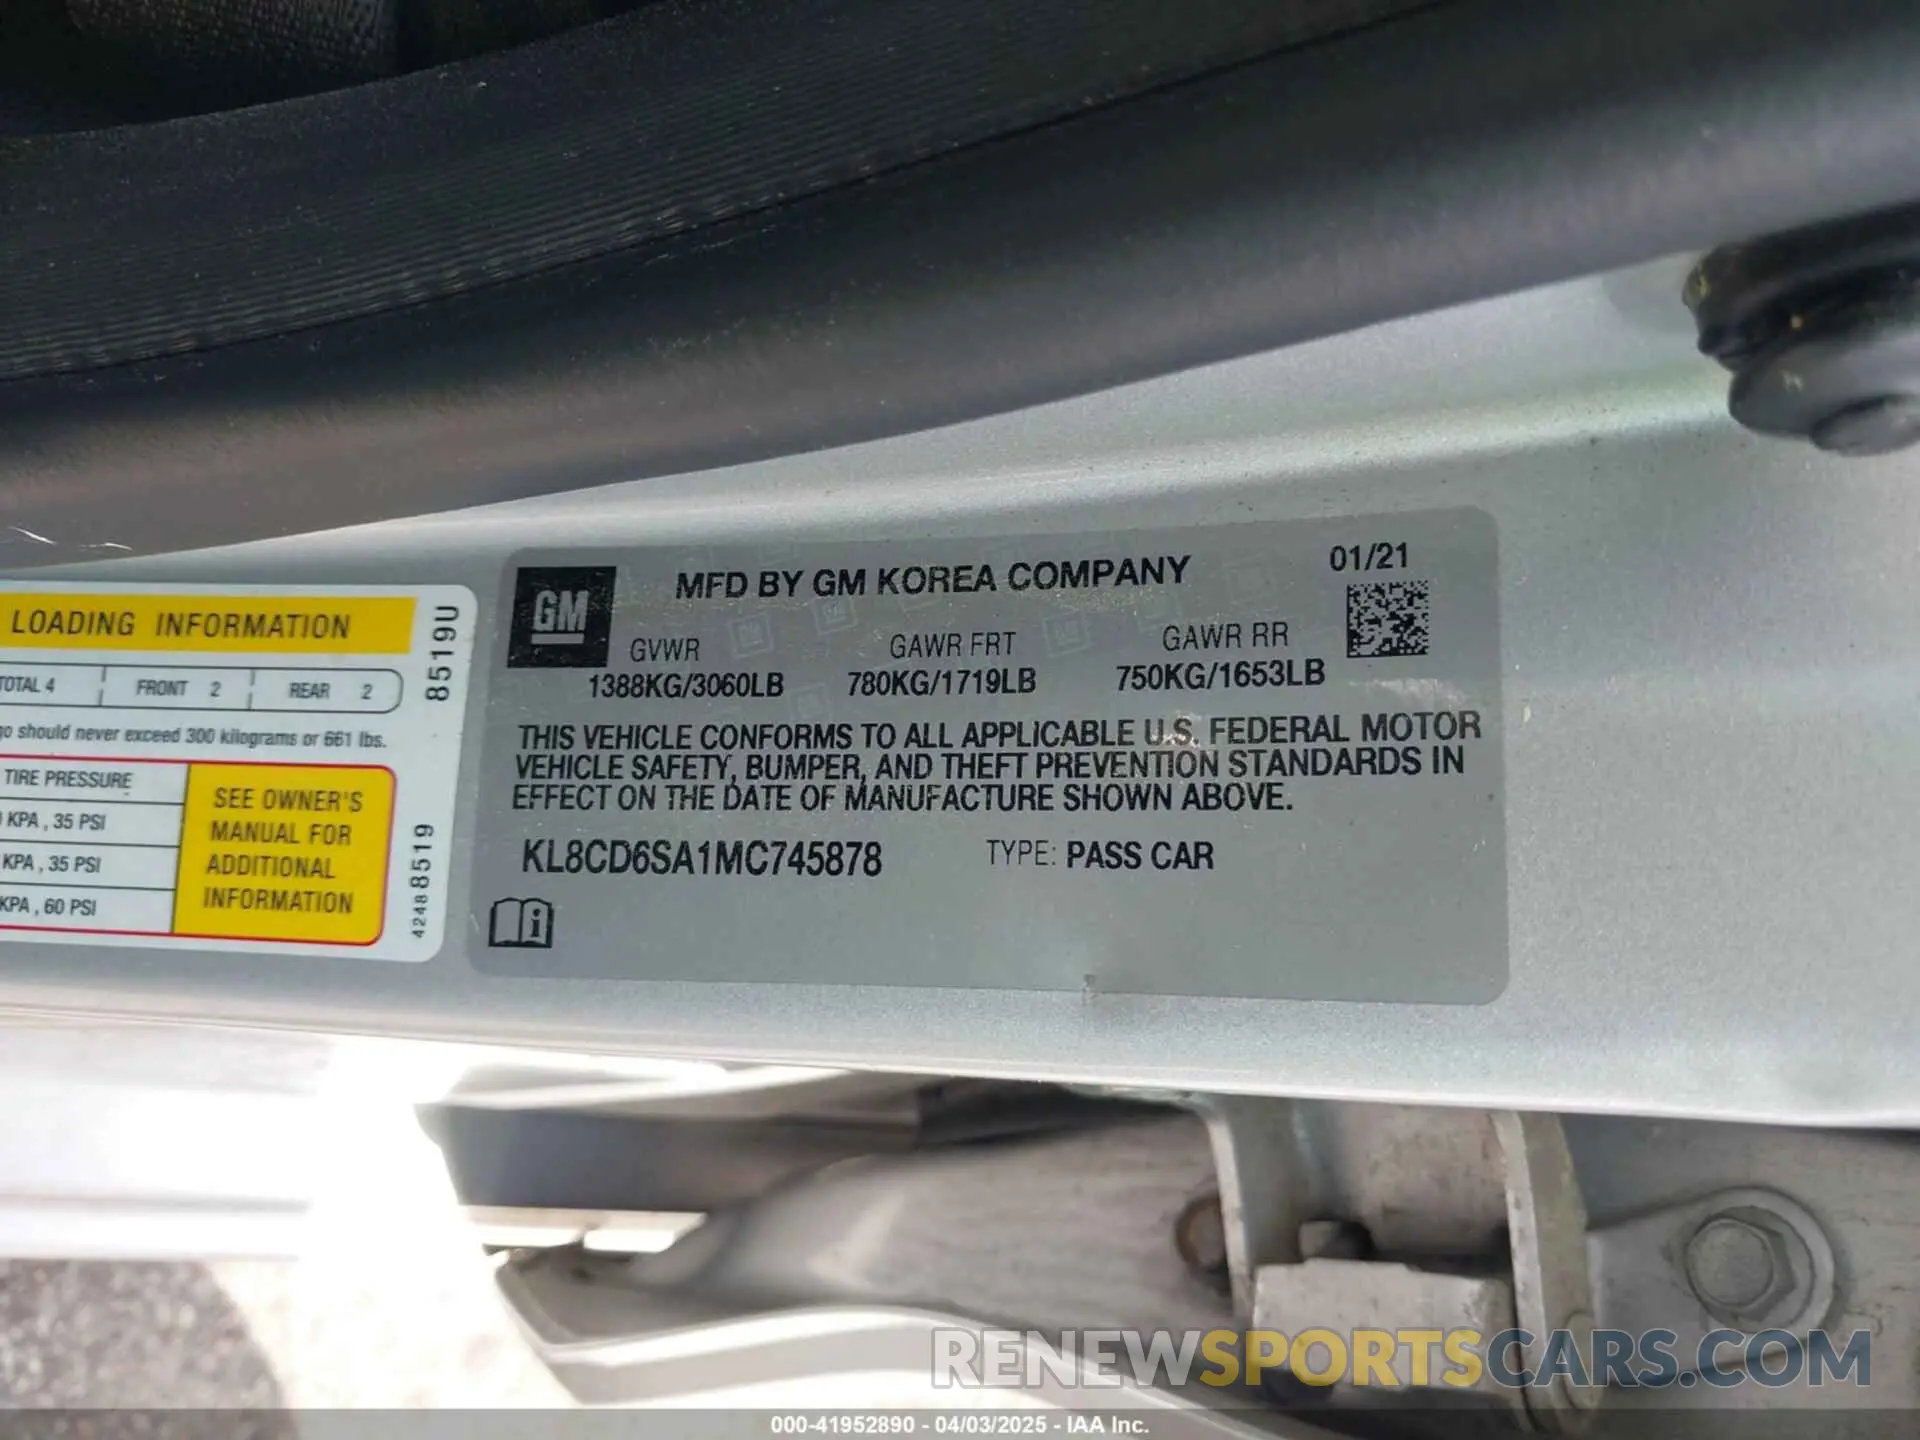 LOADING INFORMATION
8519U
TOTAL 4 FRONT 2 REAR 2
should never exceed 300 kilograms or 661 lbs.
TIRE PRESSURE
KPA , 35 PSI
KPA , 35 PSI
KPA , 60 PSI
SEE OWNER'S
MANUAL FOR
ADDITIONAL
INFORMATION
42488519
GM
MFD BY GM KOREA COMPANY
01/21
GVWR GAWR FRT GAWR RR
1388KG/3060LB 780KG/1719LB 750KG/1653LB
THIS VEHICLE CONFORMS TO ALL APPLICABLE U.S. FEDERAL MOTOR
VEHICLE SAFETY, BUMPER, AND THEFT PREVENTION STANDARDS IN
EFFECT ON THE DATE OF MANUFACTURE SHOWN ABOVE.
KL8CD6SA1MC745878 TYPE: PASS CAR
i
RENEWSPORTSCARS.COM
000-41952890 - 04/03/2025 - IAA Inc.